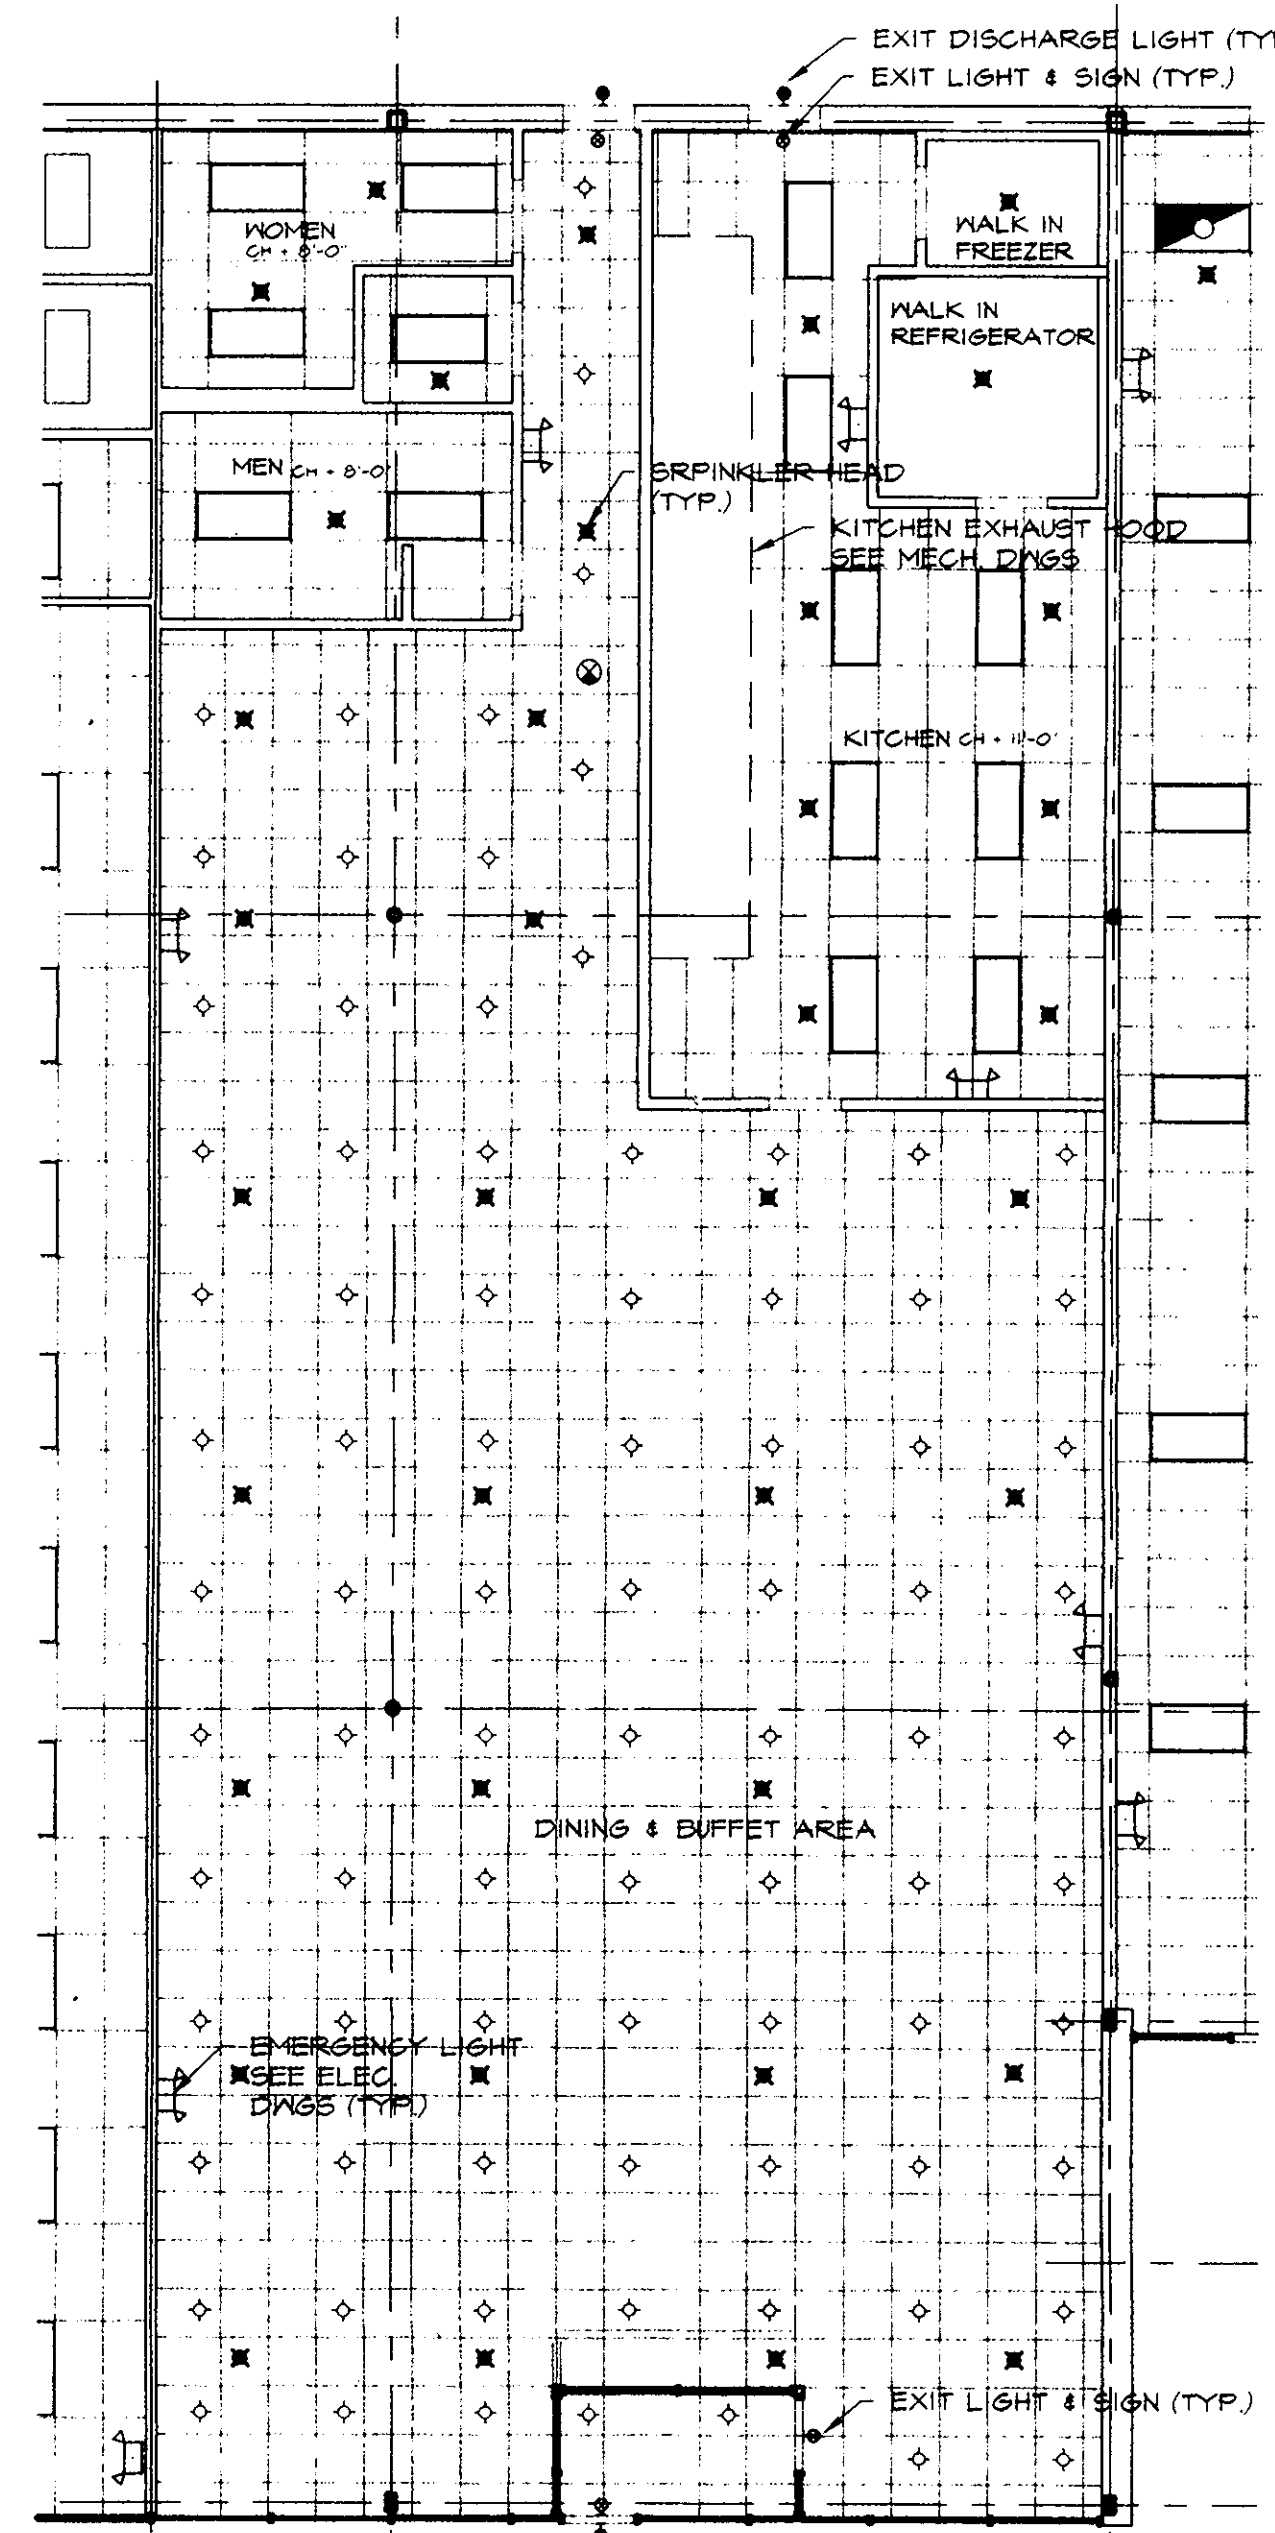 EXIT DISCHARGE LIGHT (TYP
EXIT LIGHT & SIGN (TYP.)
WOMEN
CH + 8'-0"
WALK IN
FREEZER
WALK IN
REFRIGERATOR
MEN CH + 8'-0"
SRPINKLER HEAD
(TYP.)
KITCHEN EXHAUST HOOD
SEE MECH. DWGS
KITCHEN CH + 11'-0"
DINING & BUFFET AREA
EMERGENCY LIGHT
SEE ELEC.
DWGS (TYP.)
EXIT LIGHT & SIGN (TYP.)